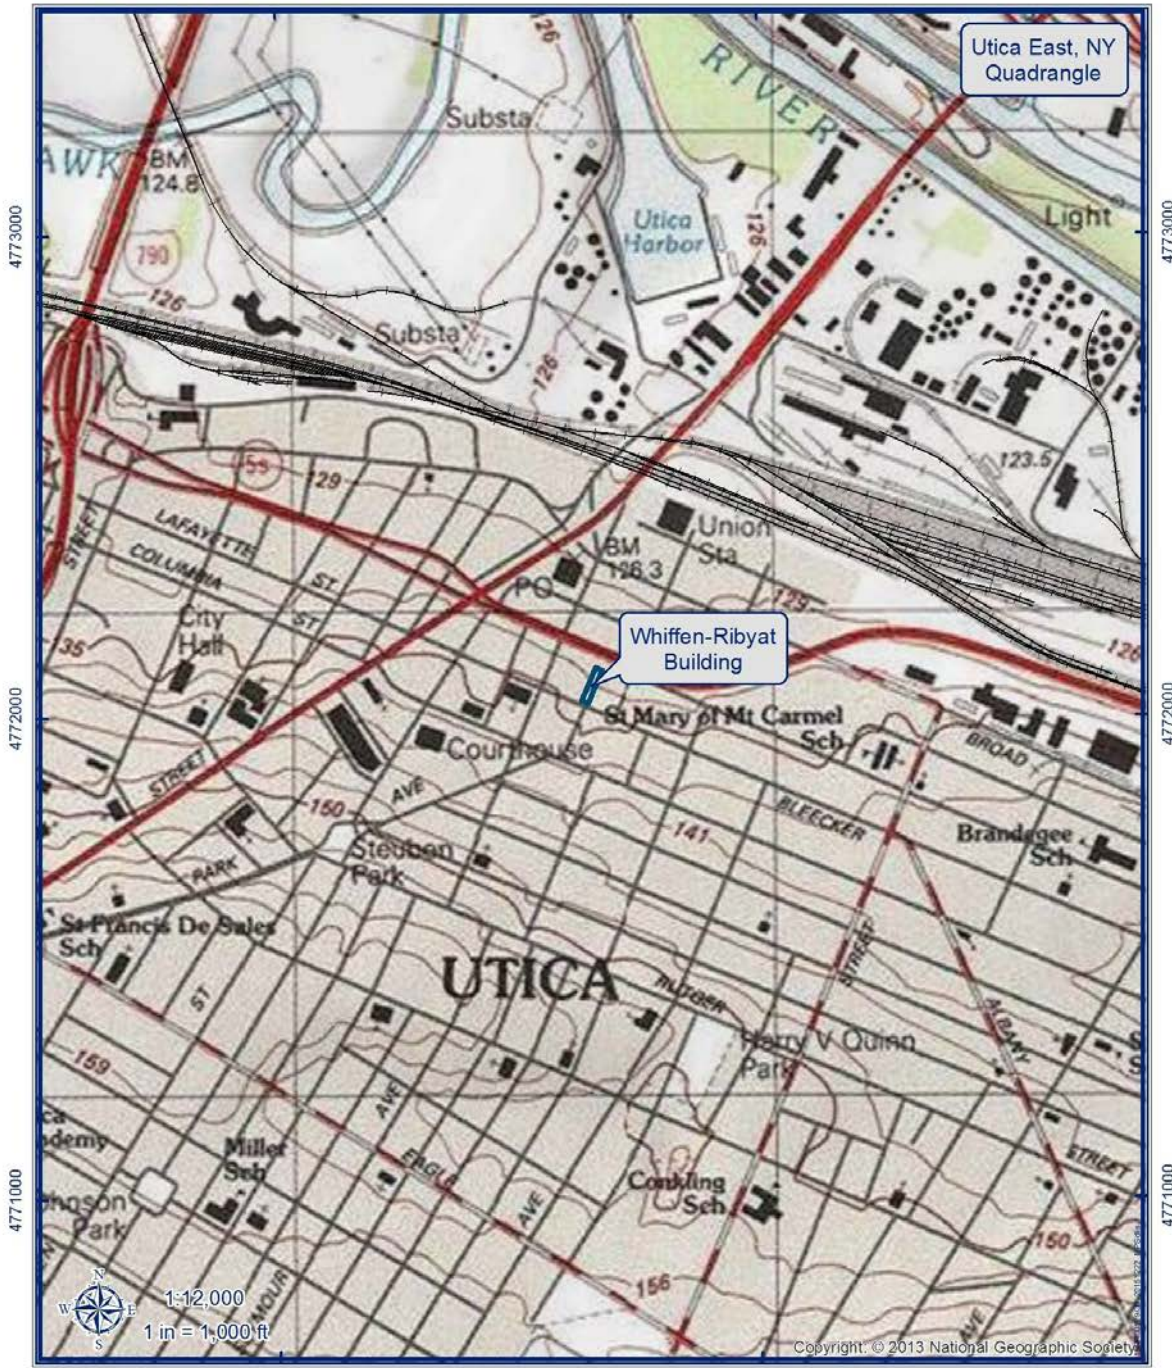 Utica East, NY
Quadrangle
126
RIVER
Substa
AWK
BM
124.8
4773000
4773000
Utica
Harbor
126
Light
790
126
Substa
126
123.5
5S
129
Union
Sta
LAFAYETTE
ST
COLUMBIA
ST
STREET
BM
126.3
PO
129
City
Hall
135
Whiffen-Ribyat
Building
126
4772000
4772000
St Mary of Mt Carmel
Sch
Courthouse
BROAD
STREET
AVE
150
BLEECKER
141
Brandegee
Sch
Steuben
Park
PARK
St Francis De Sales
Sch
UTICA
RUTGER
STREET
ST
ALBANY
Harry V Quinn
Park
159
AVE
Miller
Sch
EAGLE
STREET
Conkling
Sch
4771000
4771000
Park
AVE
150
156
AVE
N
W E
S
1:12,000
1 in = 1,000 ft
Copyright: © 2013 National Geographic Society